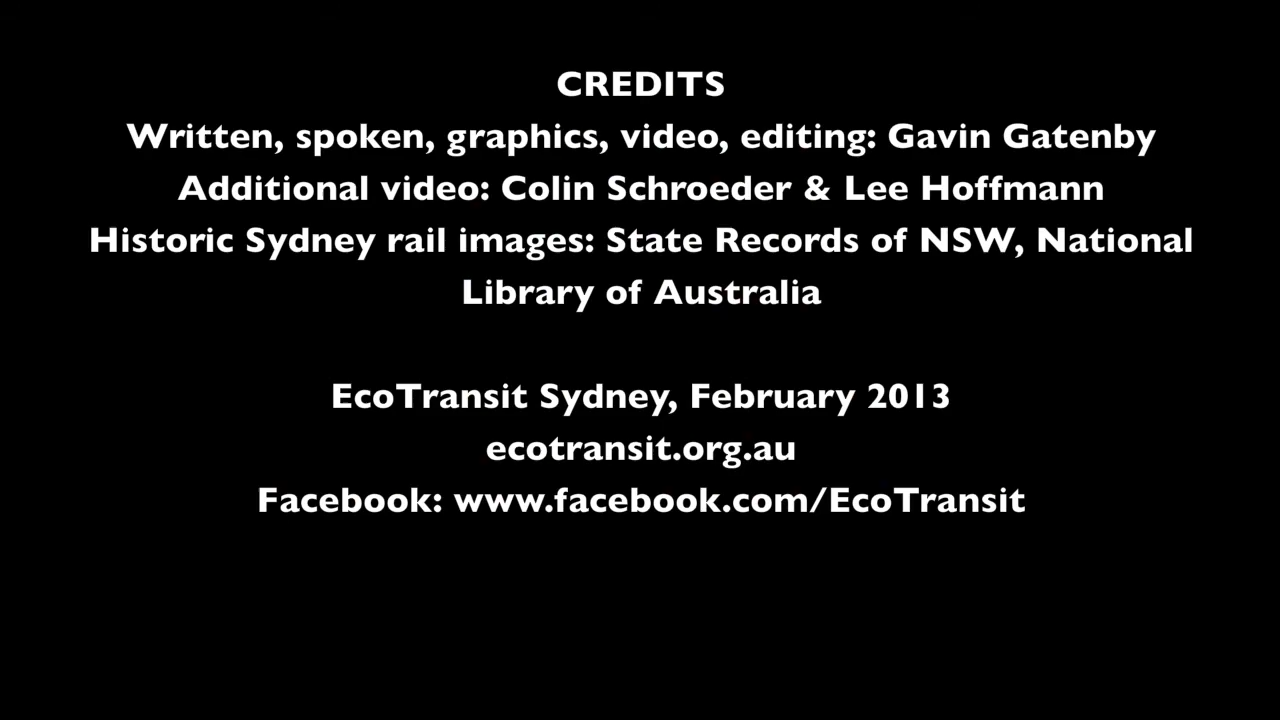 CREDITS
Written, spoken, graphics, video, editing: Gavin Gatenby
Additional video: Colin Schroeder & Lee Hoffmann
Historic Sydney rail images: State Records of NSW, National
Library of Australia
EcoTransit Sydney, February 2013
ecotransit.org.au
Facebook: www.facebook.com/EcoTransit